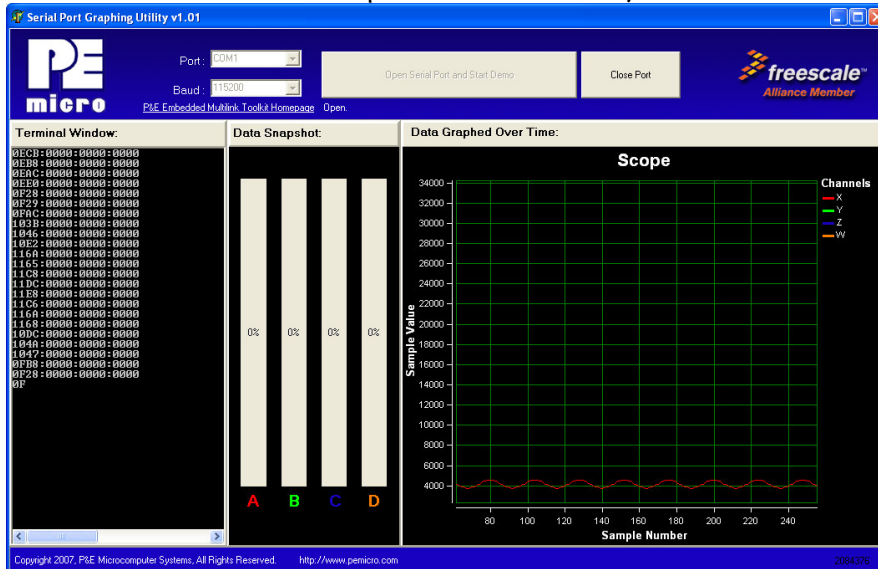 Serial Port Graphing Utility v1.01
PE
micro
Port: COM1
Baud: 115200
Open Serial Port and Start Demo
Close Port
freescale™
Alliance Member
P&E Embedded Multilink Toolkit Homepage Open.
Terminal Window:
Data Snapshot:
Data Graphed Over Time:
0ECB:0000:0000:0000
0EB8:0000:0000:0000
0EAC:0000:0000:0000
0EE0:0000:0000:0000
0F28:0000:0000:0000
0F29:0000:0000:0000
0FAC:0000:0000:0000
103B:0000:0000:0000
1046:0000:0000:0000
10E2:0000:0000:0000
116A:0000:0000:0000
1165:0000:0000:0000
11C8:0000:0000:0000
11DC:0000:0000:0000
11E8:0000:0000:0000
11C6:0000:0000:0000
116A:0000:0000:0000
1168:0000:0000:0000
10DC:0000:0000:0000
104A:0000:0000:0000
1047:0000:0000:0000
0FB8:0000:0000:0000
0F28:0000:0000:0000
0F
0% 0% 0% 0%
A B C D
Scope
Channels
X
Y
Z
W
Sample Value
34000
32000
30000
28000
26000
24000
22000
20000
18000
16000
14000
12000
10000
8000
6000
4000
80 100 120 140 160 180 200 220 240
Sample Number
Copyright 2007, P&E Microcomputer Systems, All Rights Reserved. http://www.pemicro.com